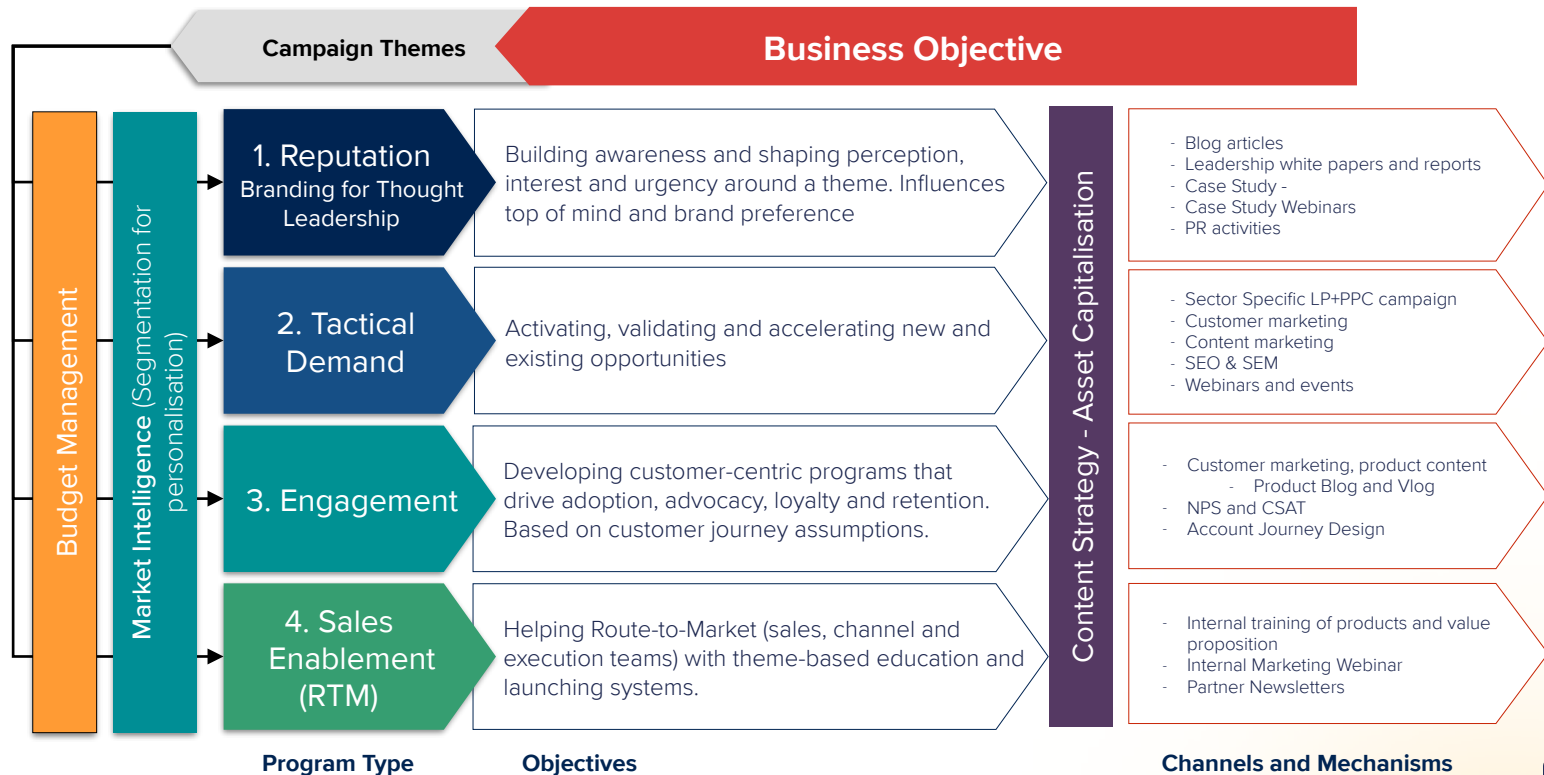 Campaign Themes
Business Objective
Budget Management
Market Intelligence (Segmentation for
personalisation)
1. Reputation
Branding for Thought
Leadership
Building awareness and shaping perception,
interest and urgency around a theme. Influences
top of mind and brand preference
2. Tactical
Demand
Activating, validating and accelerating new and
existing opportunities
3. Engagement
Developing customer-centric programs that
drive adoption, advocacy, loyalty and retention.
Based on customer journey assumptions.
4. Sales
Enablement
(RTM)
Helping Route-to-Market (sales, channel and
execution teams) with theme-based education and
launching systems.
Content Strategy - Asset Capitalisation
- Blog articles
- Leadership white papers and reports
- Case Study -
- Case Study Webinars
- PR activities
- Sector Specific LP+PPC campaign
- Customer marketing
- Content marketing
- SEO & SEM
- Webinars and events
- Customer marketing, product content
- Product Blog and Vlog
- NPS and CSAT
- Account Journey Design
- Internal training of products and value
proposition
- Internal Marketing Webinar
- Partner Newsletters
Program Type
Objectives
Channels and Mechanisms